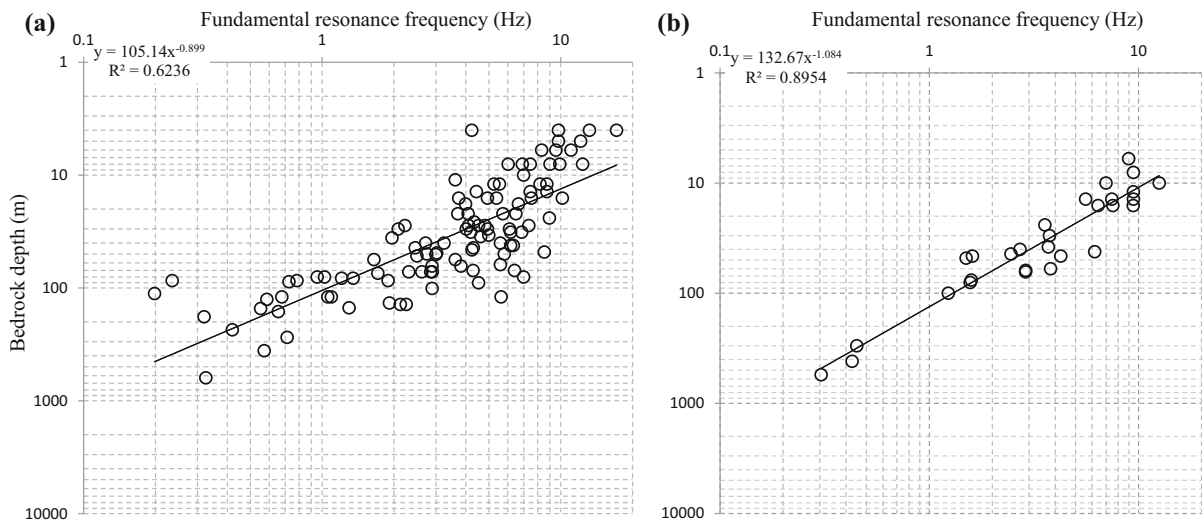 (a)
Fundamental resonance frequency (Hz)
0.1 1 10
y = 105.14x-0.899
R² = 0.6236
1
10
100
1000
10000
Bedrock depth (m)
(b)
Fundamental resonance frequency (Hz)
0.1 1 10
y = 132.67x-1.084
R² = 0.8954
1
10
100
1000
10000